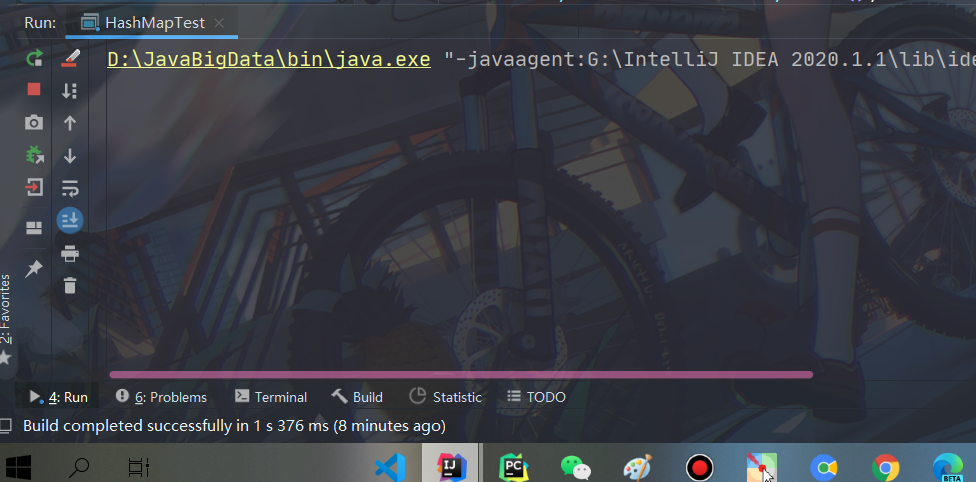 Run: HashMapTest
D:\JavaBigData\bin\java.exe "-javaagent:G:\IntelliJ IDEA 2020.1.1\lib\ide
2: Favorites
4: Run 6: Problems Terminal Build Statistic TODO
Build completed successfully in 1 s 376 ms (8 minutes ago)
IJ PC BETA